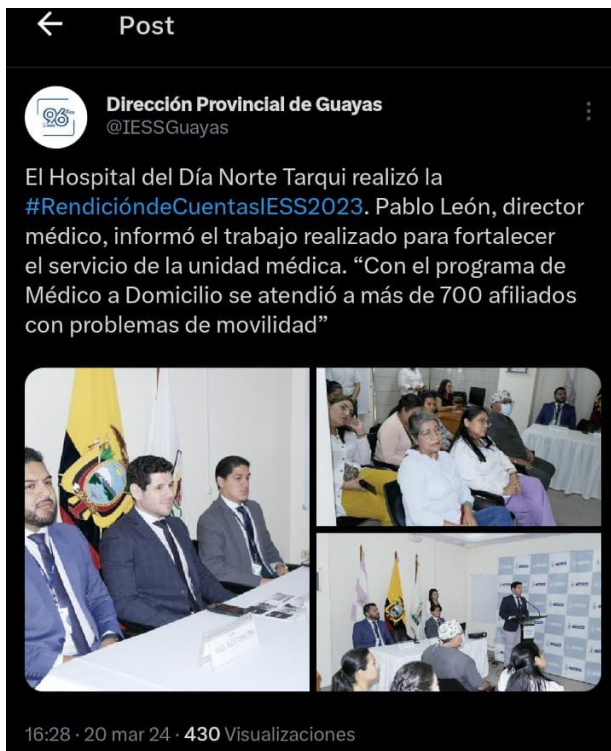 Post
96
Dirección Provincial de Guayas
@IESSGuayas
El Hospital del Día Norte Tarqui realizó la
#RendicióndeCuentasIESS2023. Pablo León, director
médico, informó el trabajo realizado para fortalecer
el servicio de la unidad médica. “Con el programa de
Médico a Domicilio se atendió a más de 700 afiliados
con problemas de movilidad”
16:28 · 20 mar 24 · 430 Visualizaciones